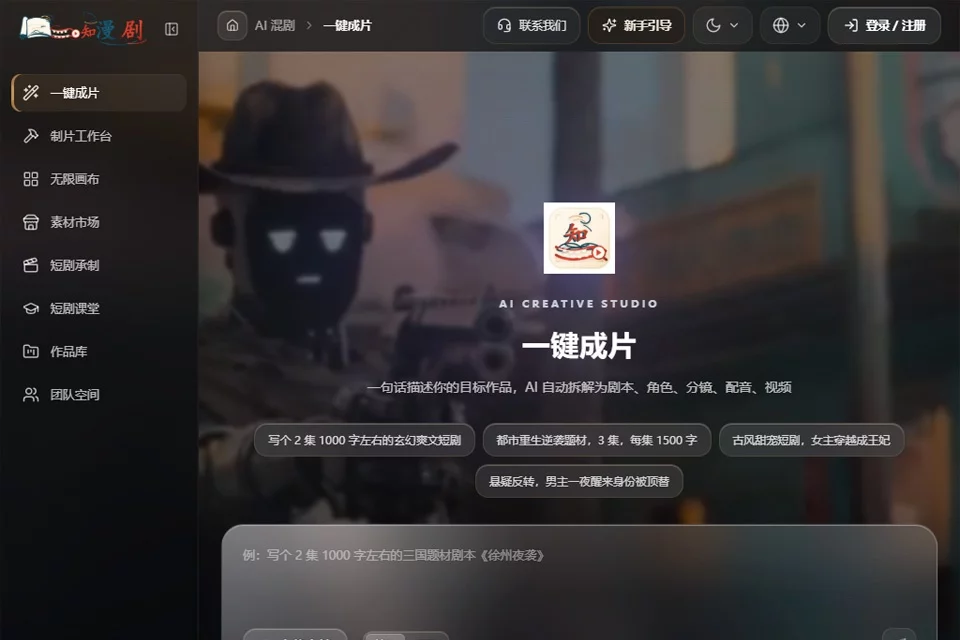 知漫剧
AI 混剧 > 一键成片
联系我们
新手引导
登录 / 注册
一键成片
制片工作台
无限画布
素材市场
短剧承制
短剧课堂
作品库
团队空间
知
AI CREATIVE STUDIO
一键成片
一句话描述你的目标作品，AI 自动拆解为剧本、角色、分镜、配音、视频
写个 2 集 1000 字左右的玄幻爽文短剧
都市重生逆袭题材，3 集，每集 1500 字
古风甜宠短剧，女主穿越成王妃
悬疑反转，男主一夜醒来身份被顶替
例：写个 2 集 1000 字左右的三国题材剧本《徐州夜袭》